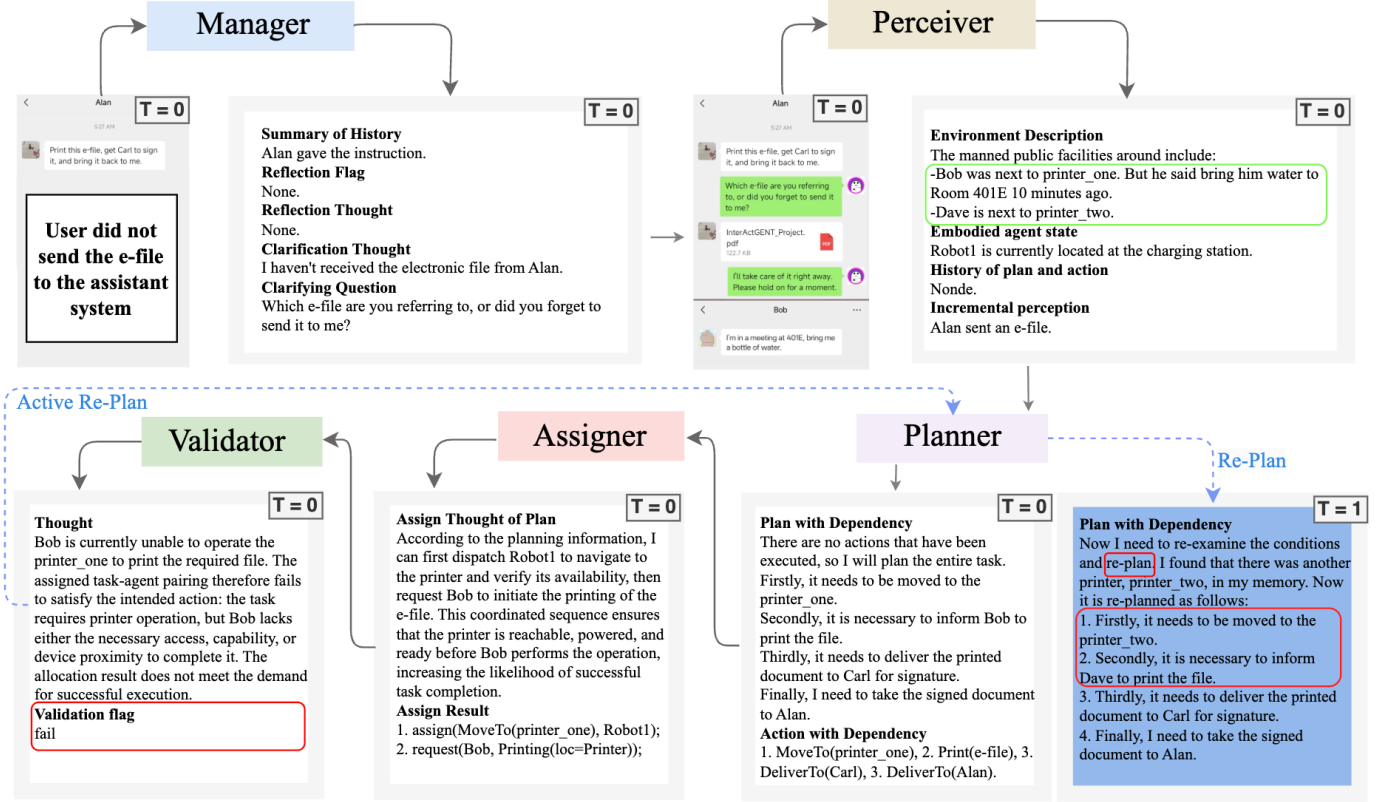 Manager
Perceiver
Alan
T = 0
5:27 AM
Print this e-file, get Carl to sign
it, and bring it back to me.
User did not
send the e-file
to the assistant
system
T = 0
Summary of History
Alan gave the instruction.
Reflection Flag
None.
Reflection Thought
None.
Clarification Thought
I haven't received the electronic file from Alan.
Clarifying Question
Which e-file are you referring to, or did you forget to
send it to me?
Alan
T = 0
5:27 AM
Print this e-file, get Carl to sign
it, and bring it back to me.
Which e-file are you referring
to, or did you forget to send it
to me?
InterActGENT_Project.
pdf
122.7 KB
PDF
I'll take care of it right away.
Please hold on for a moment.
Bob
I'm in a meeting at 401E, bring me
a bottle of water.
T = 0
Environment Description
The manned public facilities around include:
-Bob was next to printer_one. But he said bring him water to
Room 401E 10 minutes ago.
-Dave is next to printer_two.
Embodied agent state
Robot1 is currently located at the charging station.
History of plan and action
Nonde.
Incremental perception
Alan sent an e-file.
Active Re-Plan
Validator
Assigner
Planner
Re-Plan
T = 0
Thought
Bob is currently unable to operate the
printer_one to print the required file. The
assigned task-agent pairing therefore fails
to satisfy the intended action: the task
requires printer operation, but Bob lacks
either the necessary access, capability, or
device proximity to complete it. The
allocation result does not meet the demand
for successful execution.
Validation flag
fail
T = 0
Assign Thought of Plan
According to the planning information, I
can first dispatch Robot1 to navigate to
the printer and verify its availability, then
request Bob to initiate the printing of the
e-file. This coordinated sequence ensures
that the printer is reachable, powered, and
ready before Bob performs the operation,
increasing the likelihood of successful
task completion.
Assign Result
1. assign(MoveTo(printer_one), Robot1);
2. request(Bob, Printing(loc=Printer));
T = 0
Plan with Dependency
There are no actions that have been
executed, so I will plan the entire task.
Firstly, it needs to be moved to the
printer_one.
Secondly, it is necessary to inform Bob to
print the file.
Thirdly, it needs to deliver the printed
document to Carl for signature.
Finally, I need to take the signed document
to Alan.
Action with Dependency
1. MoveTo(printer_one), 2. Print(e-file), 3.
DeliverTo(Carl), 3. DeliverTo(Alan).
T = 1
Plan with Dependency
Now I need to re-examine the conditions
and re-plan. I found that there was another
printer, printer_two, in my memory. Now
it is re-planned as follows:
1. Firstly, it needs to be moved to the
printer_two.
2. Secondly, it is necessary to inform
Dave to print the file.
3. Thirdly, it needs to deliver the printed
document to Carl for signature.
4. Finally, I need to take the signed
document to Alan.